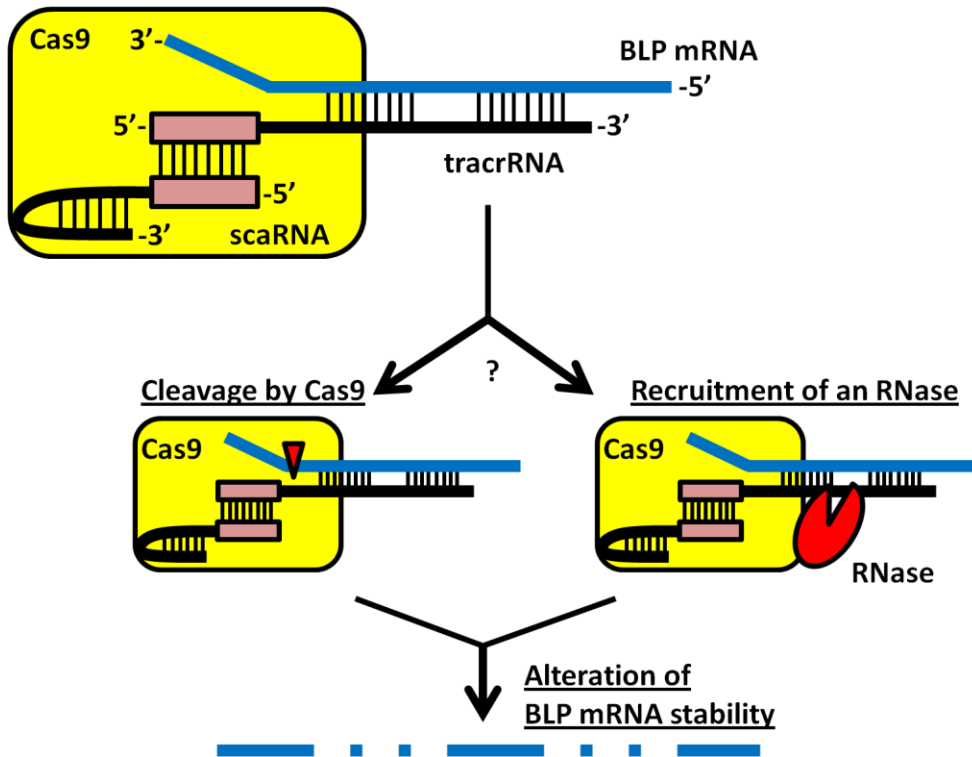 Cas9
3’-
BLP mRNA
-5’
5’-
-3’
tracrRNA
-5’
-3’
scaRNA
?
Cleavage by Cas9
Recruitment of an RNase
Cas9
Cas9
RNase
Alteration of
BLP mRNA stability